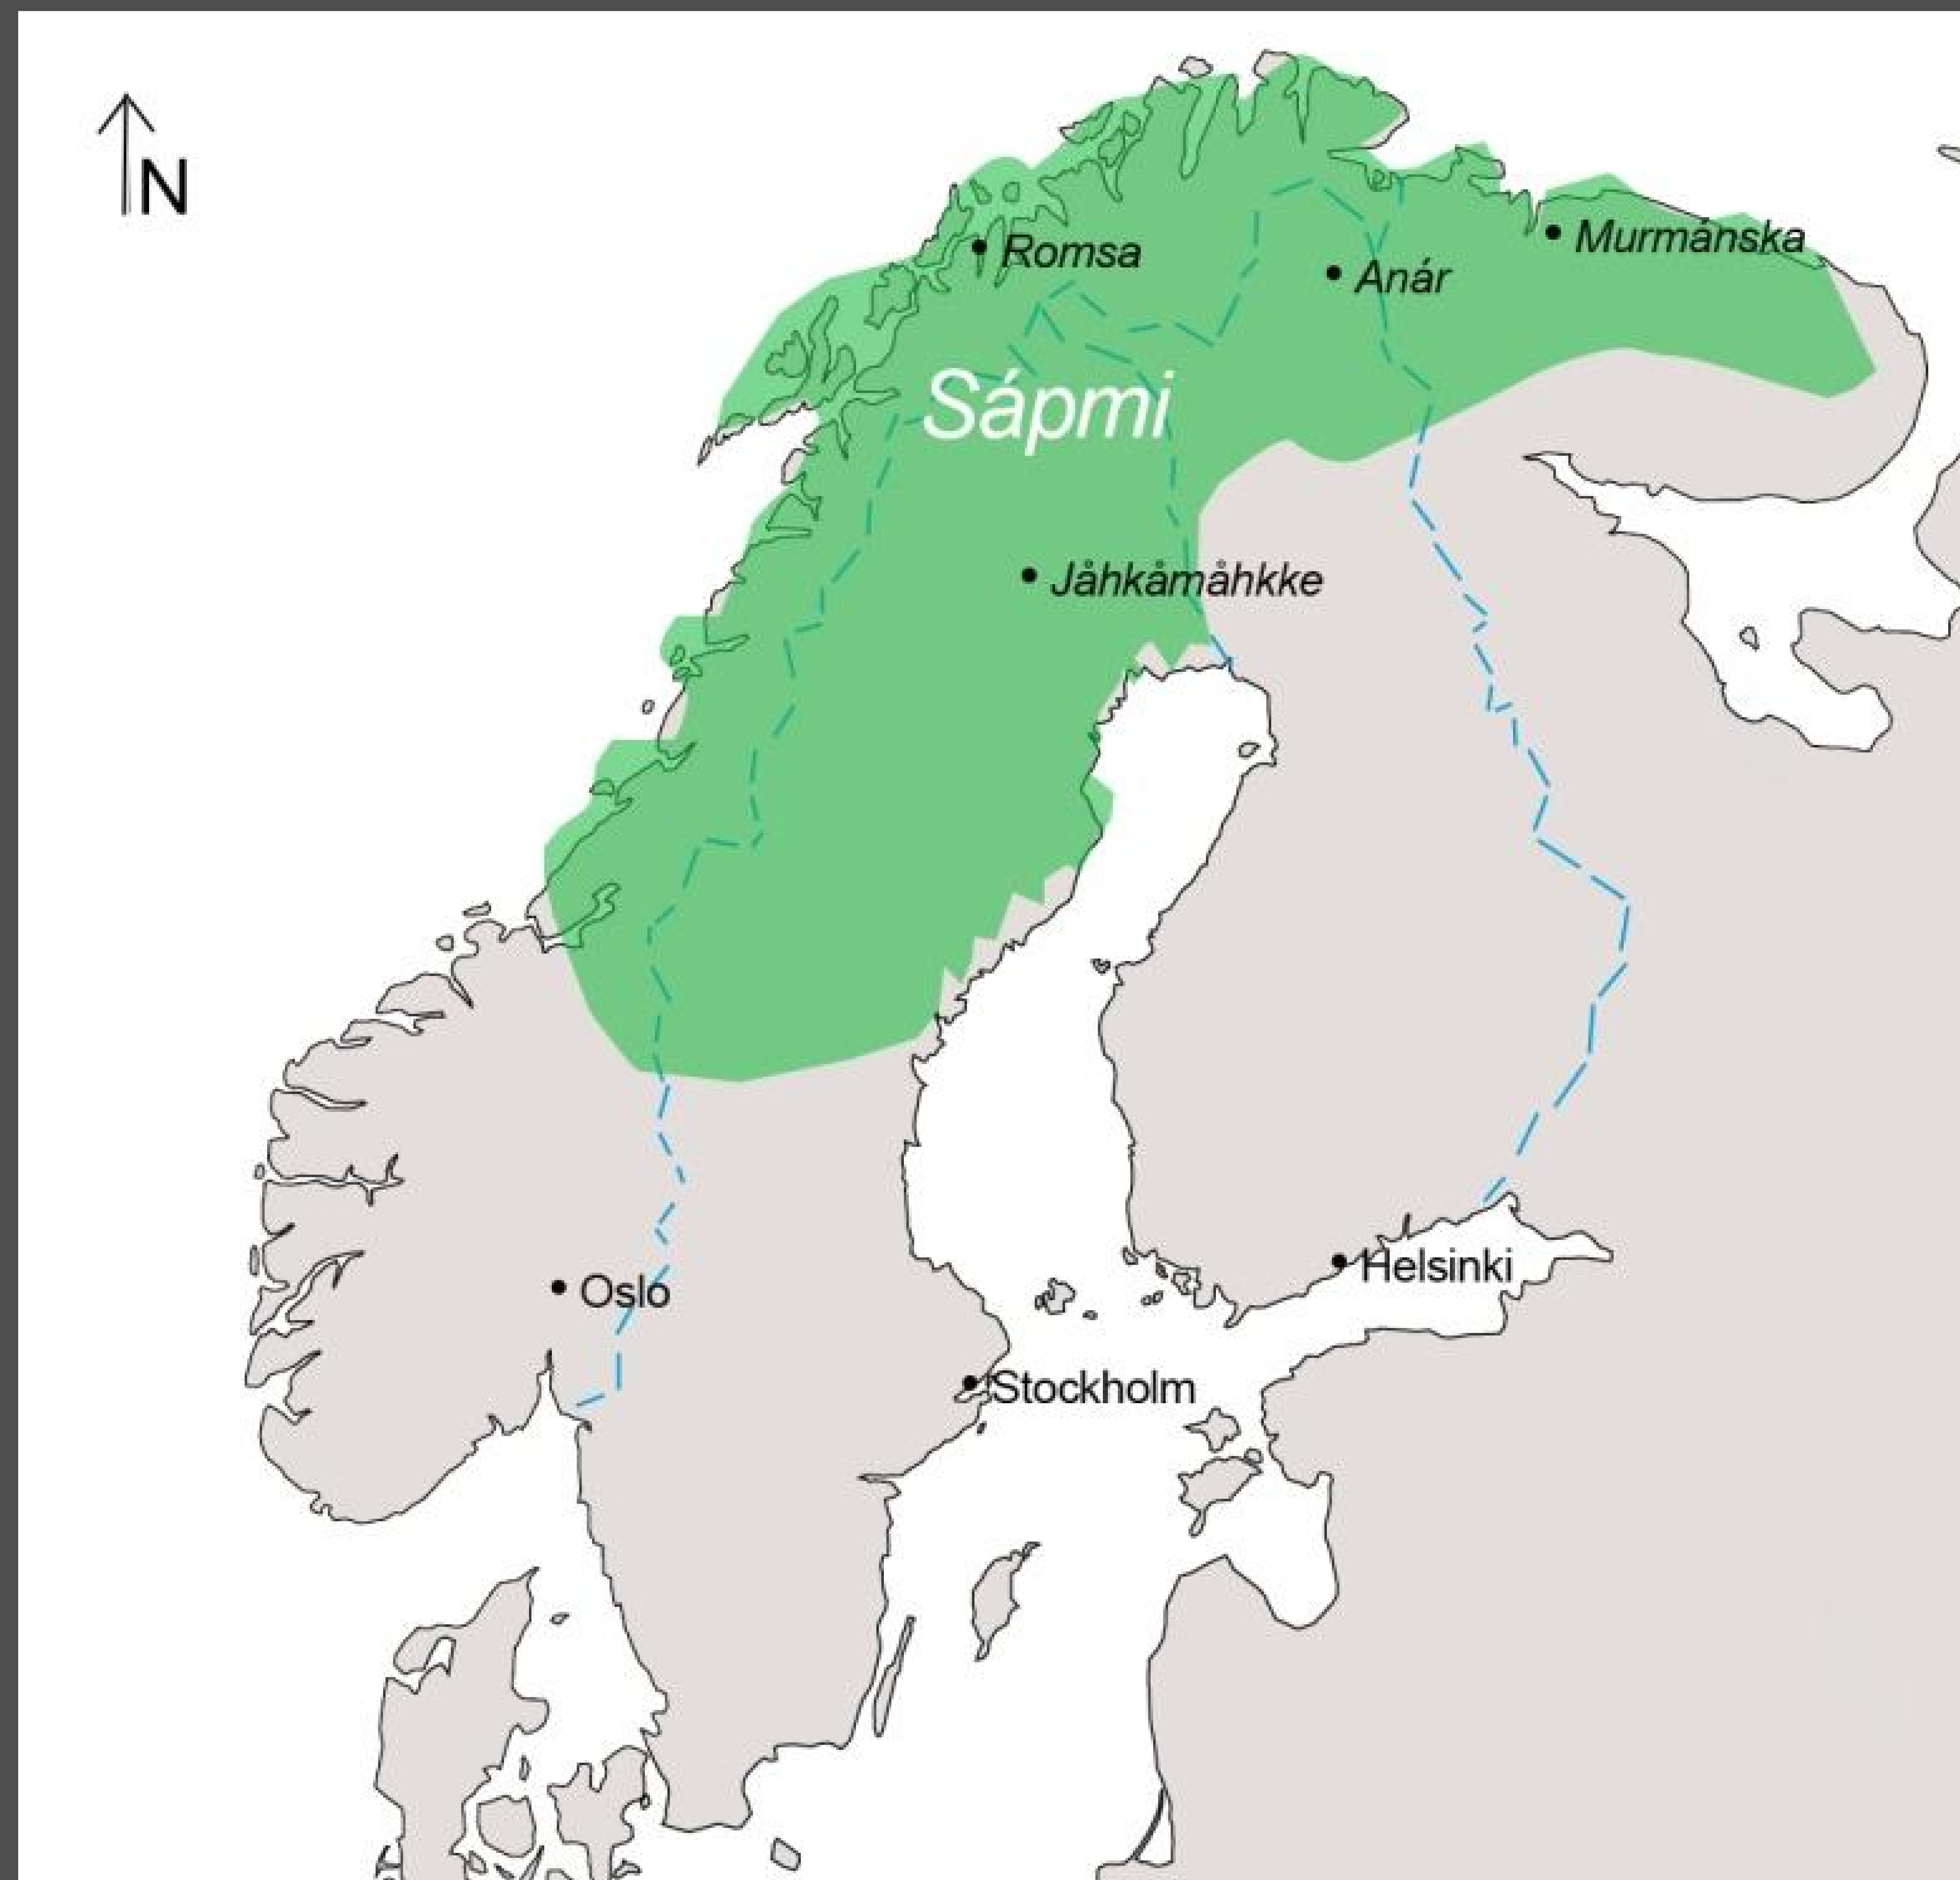 N
Romsa
Murmánska
Anár
Sápmi
Jåhkåmåhkke
Oslo
Helsinki
Stockholm